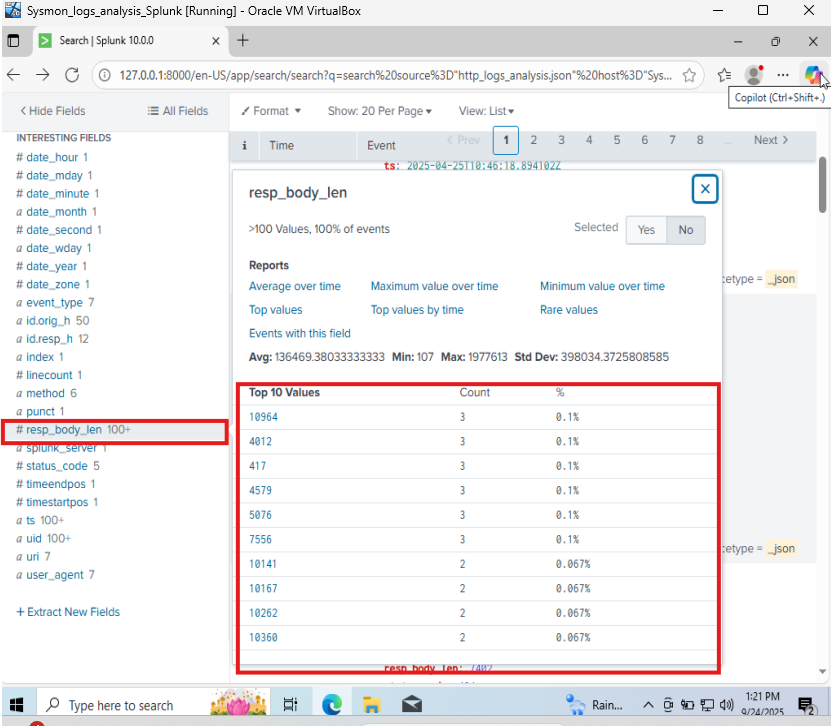 Sysmon_logs_analysis_Splunk [Running] - Oracle VM VirtualBox
Search | Splunk 10.0.0
127.0.0.1:8000/en-US/app/search/search?q=search%20source%3D"http_logs_analysis.json"%20host%3D"Sys...
Copilot (Ctrl+Shift+.)
Hide Fields
All Fields
Format
Show: 20 Per Page
View: List
INTERESTING FIELDS
# date_hour 1
# date_mday 1
# date_minute 1
a date_month 1
# date_second 1
a date_wday 1
# date_year 1
# date_zone 1
a event_type 7
a id.orig_h 50
a id.resp_h 12
a index 1
# linecount 1
a method 6
a punct 1
# resp_body_len 100+
a splunk_server 1
# status_code 5
# timeendpos 1
# timestartpos 1
a ts 100+
a uid 100+
a uri 7
a user_agent 7
+ Extract New Fields
i Time Event
< Prev 1 2 3 4 5 6 7 8 ... Next >
ts: 2025-04-25T10:46:18.894102Z
resp_body_len
>100 Values, 100% of events
Selected Yes No
Reports
Average over time Maximum value over time Minimum value over time
Top values Top values by time Rare values
Events with this field
Avg: 136469.38033333333 Min: 107 Max: 1977613 Std Dev: 398034.3725808585
Top 10 Values Count %
10964 3 0.1%
4012 3 0.1%
417 3 0.1%
4579 3 0.1%
5076 3 0.1%
7556 3 0.1%
10141 2 0.067%
10167 2 0.067%
10262 2 0.067%
10360 2 0.067%
cetype = _json
cetype = _json
resp_body_len: 7402
Type here to search
Rain...
1:21 PM
9/24/2025
2